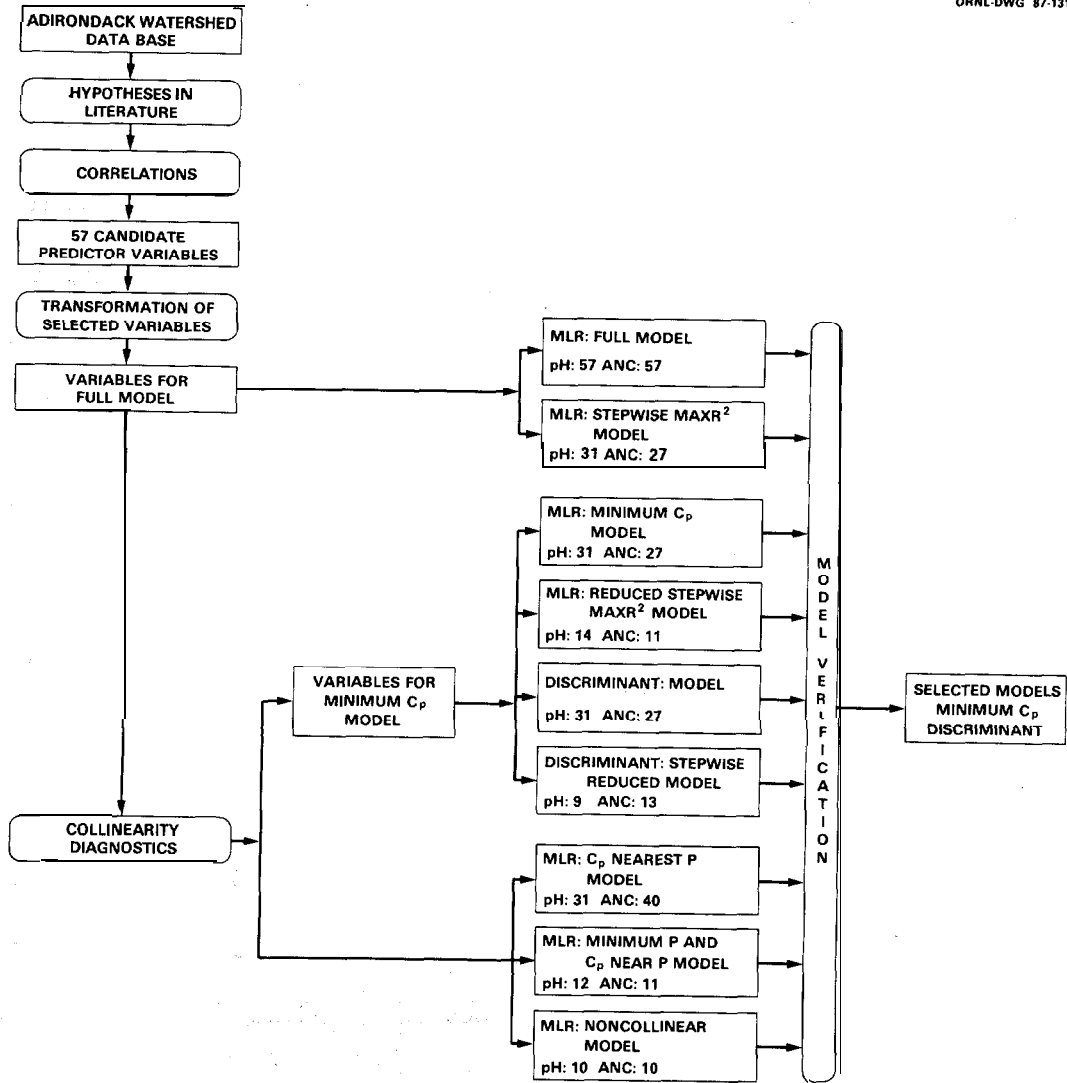 ORNL-DWG 87-131
ADIRONDACK WATERSHED
DATA BASE
HYPOTHESES IN
LITERATURE
CORRELATIONS
57 CANDIDATE
PREDICTOR VARIABLES
TRANSFORMATION OF
SELECTED VARIABLES
VARIABLES FOR
FULL MODEL
COLLINEARITY
DIAGNOSTICS
VARIABLES FOR
MINIMUM Cp
MODEL
MLR: FULL MODEL
pH: 57 ANC: 57
MLR: STEPWISE MAXR²
MODEL
pH: 31 ANC: 27
MLR: MINIMUM Cp
MODEL
pH: 31 ANC: 27
MLR: REDUCED STEPWISE
MAXR² MODEL
pH: 14 ANC: 11
DISCRIMINANT: MODEL
pH: 31 ANC: 27
DISCRIMINANT: STEPWISE
REDUCED MODEL
pH: 9 ANC: 13
MLR: Cp NEAREST P
MODEL
pH: 31 ANC: 40
MLR: MINIMUM P AND
Cp NEAR P MODEL
pH: 12 ANC: 11
MLR: NONCOLLINEAR
MODEL
pH: 10 ANC: 10
MODEL VERIFICATION
SELECTED MODELS
MINIMUM Cp
DISCRIMINANT